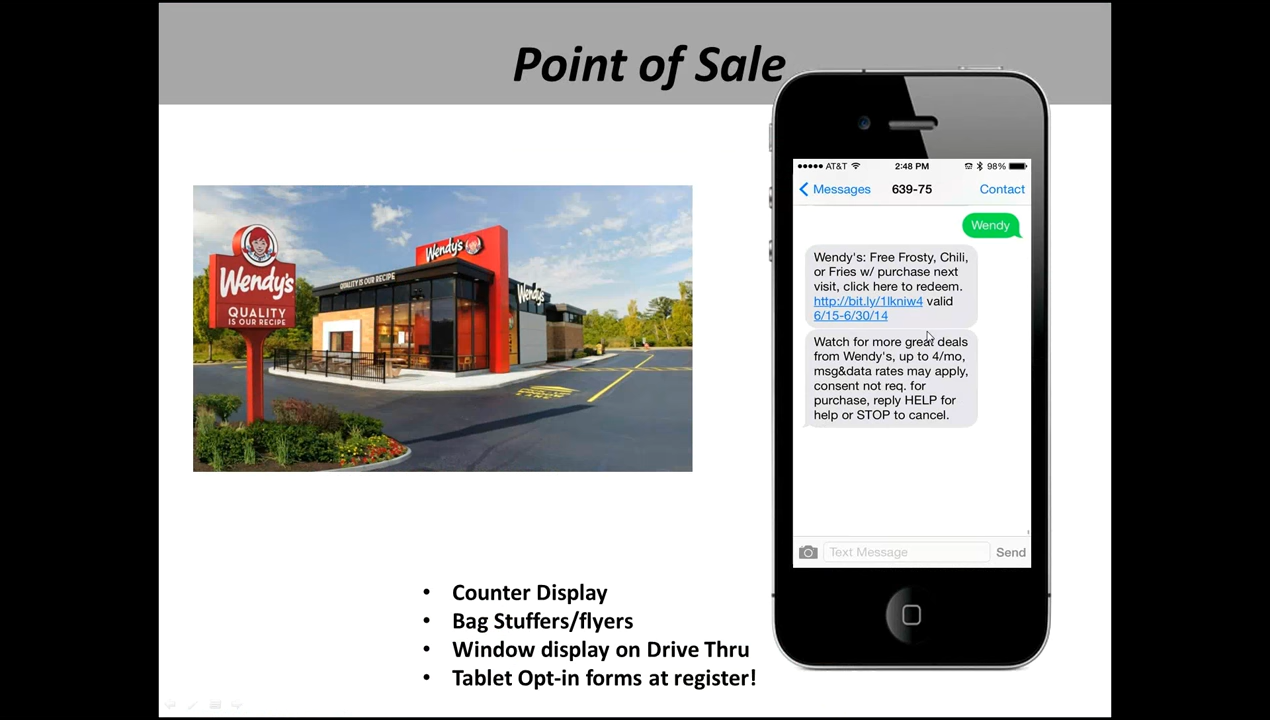 Point of Sale
Wendy's
QUALITY
IS OUR RECIPE
QUALITY IS OUR RECIPE
Wendy's
Wendy's
AT&T
2:48 PM
98%
Messages
639-75
Contact
Wendy
Wendy's: Free Frosty, Chili,
or Fries w/ purchase next
visit, click here to redeem.
http://bit.ly/1lkniw4 valid
6/15-6/30/14
Watch for more great deals
from Wendy's, up to 4/mo,
msg&data rates may apply,
consent not req. for
purchase, reply HELP for
help or STOP to cancel.
Text Message
Send
• Counter Display
• Bag Stuffers/flyers
• Window display on Drive Thru
• Tablet Opt-in forms at register!